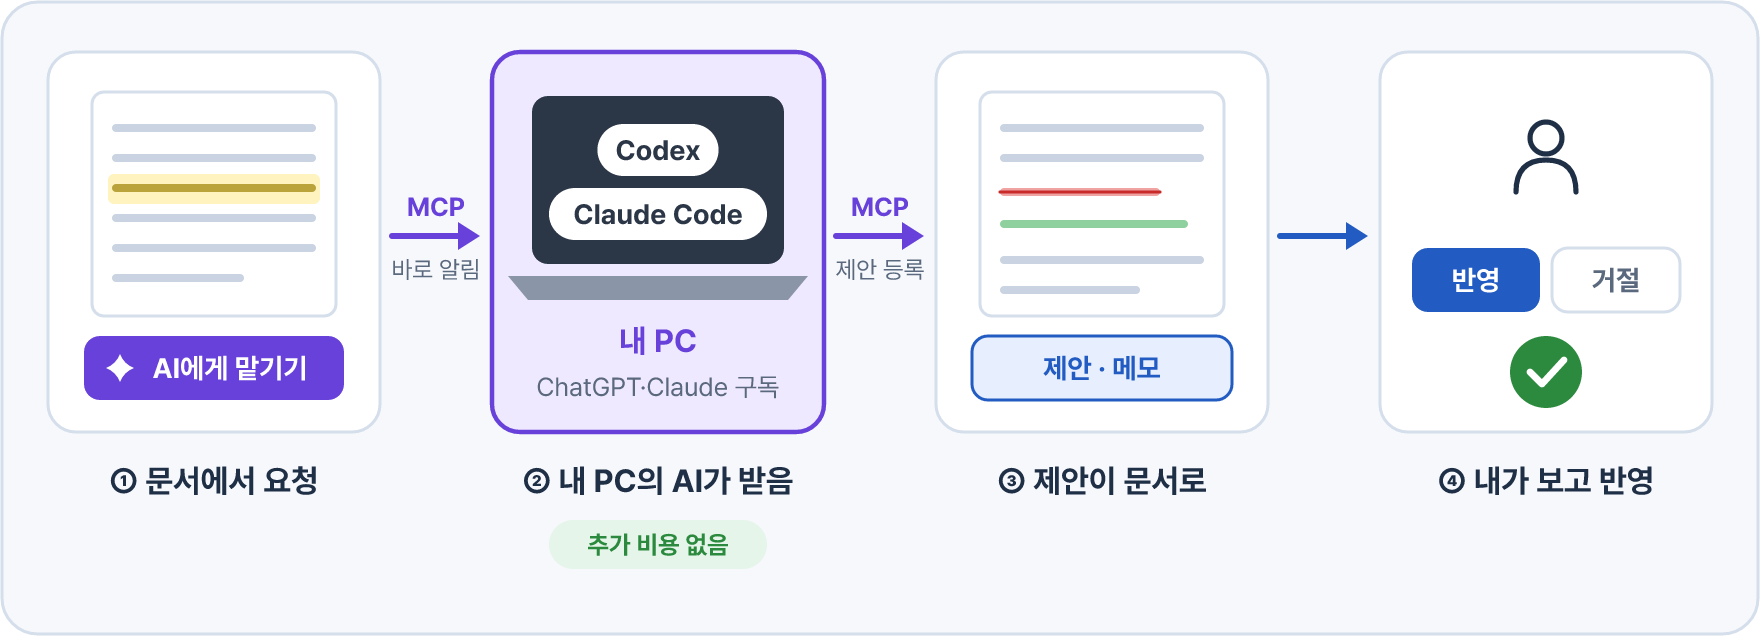 AI에게 맡기기
① 문서에서 요청
MCP
바로 알림
Codex
Claude Code
내 PC
ChatGPT·Claude 구독
② 내 PC의 AI가 받음
추가 비용 없음
MCP
제안 등록
제안 · 메모
③ 제안이 문서로
반영
거절
④ 내가 보고 반영